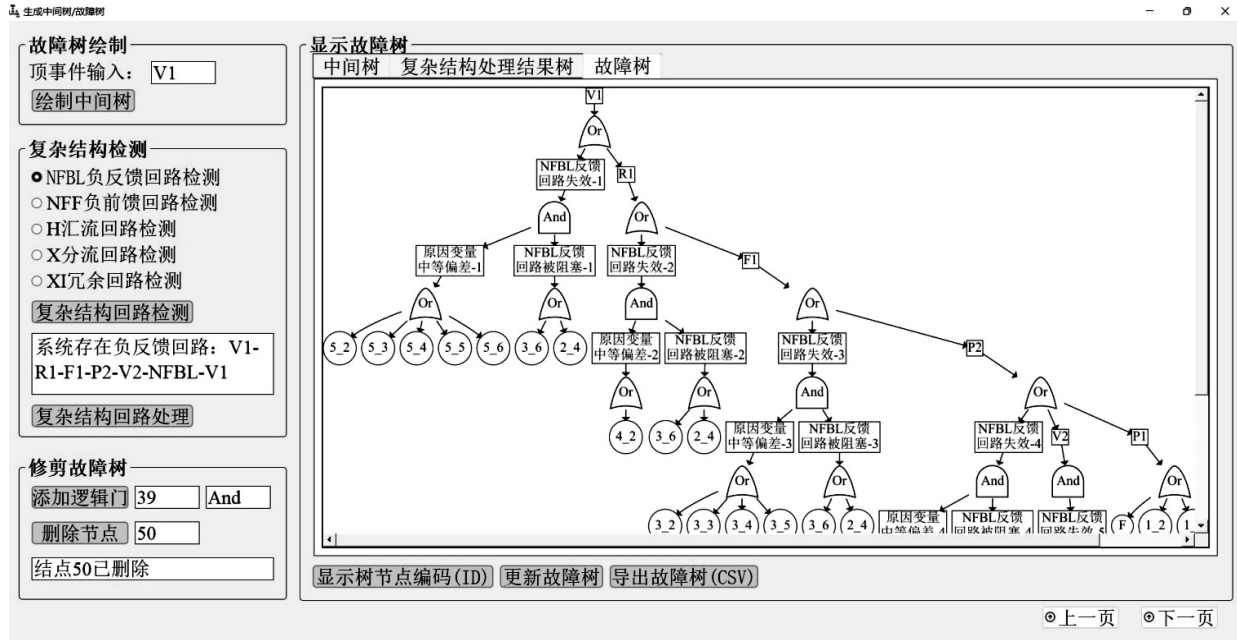 生成中间树/故障树
故障树绘制
顶事件输入： V1
绘制中间树
复杂结构检测
NFBL负反馈回路检测
NFF负前馈回路检测
H汇流回路检测
X分流回路检测
XI冗余回路检测
复杂结构回路检测
系统存在负反馈回路：V1-
R1-F1-P2-V2-NFBL-V1
复杂结构回路处理
修剪故障树
添加逻辑门 39 And
删除节点 50
结点50已删除
显示故障树
中间树 复杂结构处理结果树 故障树
V1
Or
NFBL反馈
回路失效-1
R1
And
Or
原因变量
中等偏差-1
NFBL反馈
回路被阻塞-1
NFBL反馈
回路失效-2
F1
Or
Or
And
Or
5_2 5_3 5_4 5_5 5_6 3_6 2_4
原因变量
中等偏差-2
NFBL反馈
回路被阻塞-2
NFBL反馈
回路失效-3
P2
Or
Or
And
Or
4_2 3_6 2_4
原因变量
中等偏差-3
NFBL反馈
回路被阻塞-3
NFBL反馈
回路失效-4
V2
P1
Or
Or
And
And
Or
3_2 3_3 3_4 3_5 3_6 2_4
原因变量
中等偏差-4
NFBL反馈
回路被阻塞-4
NFBL反馈
回路失效-5
F 1_2 1
显示树节点编码(ID) 更新故障树 导出故障树(CSV)
上一页 下一页